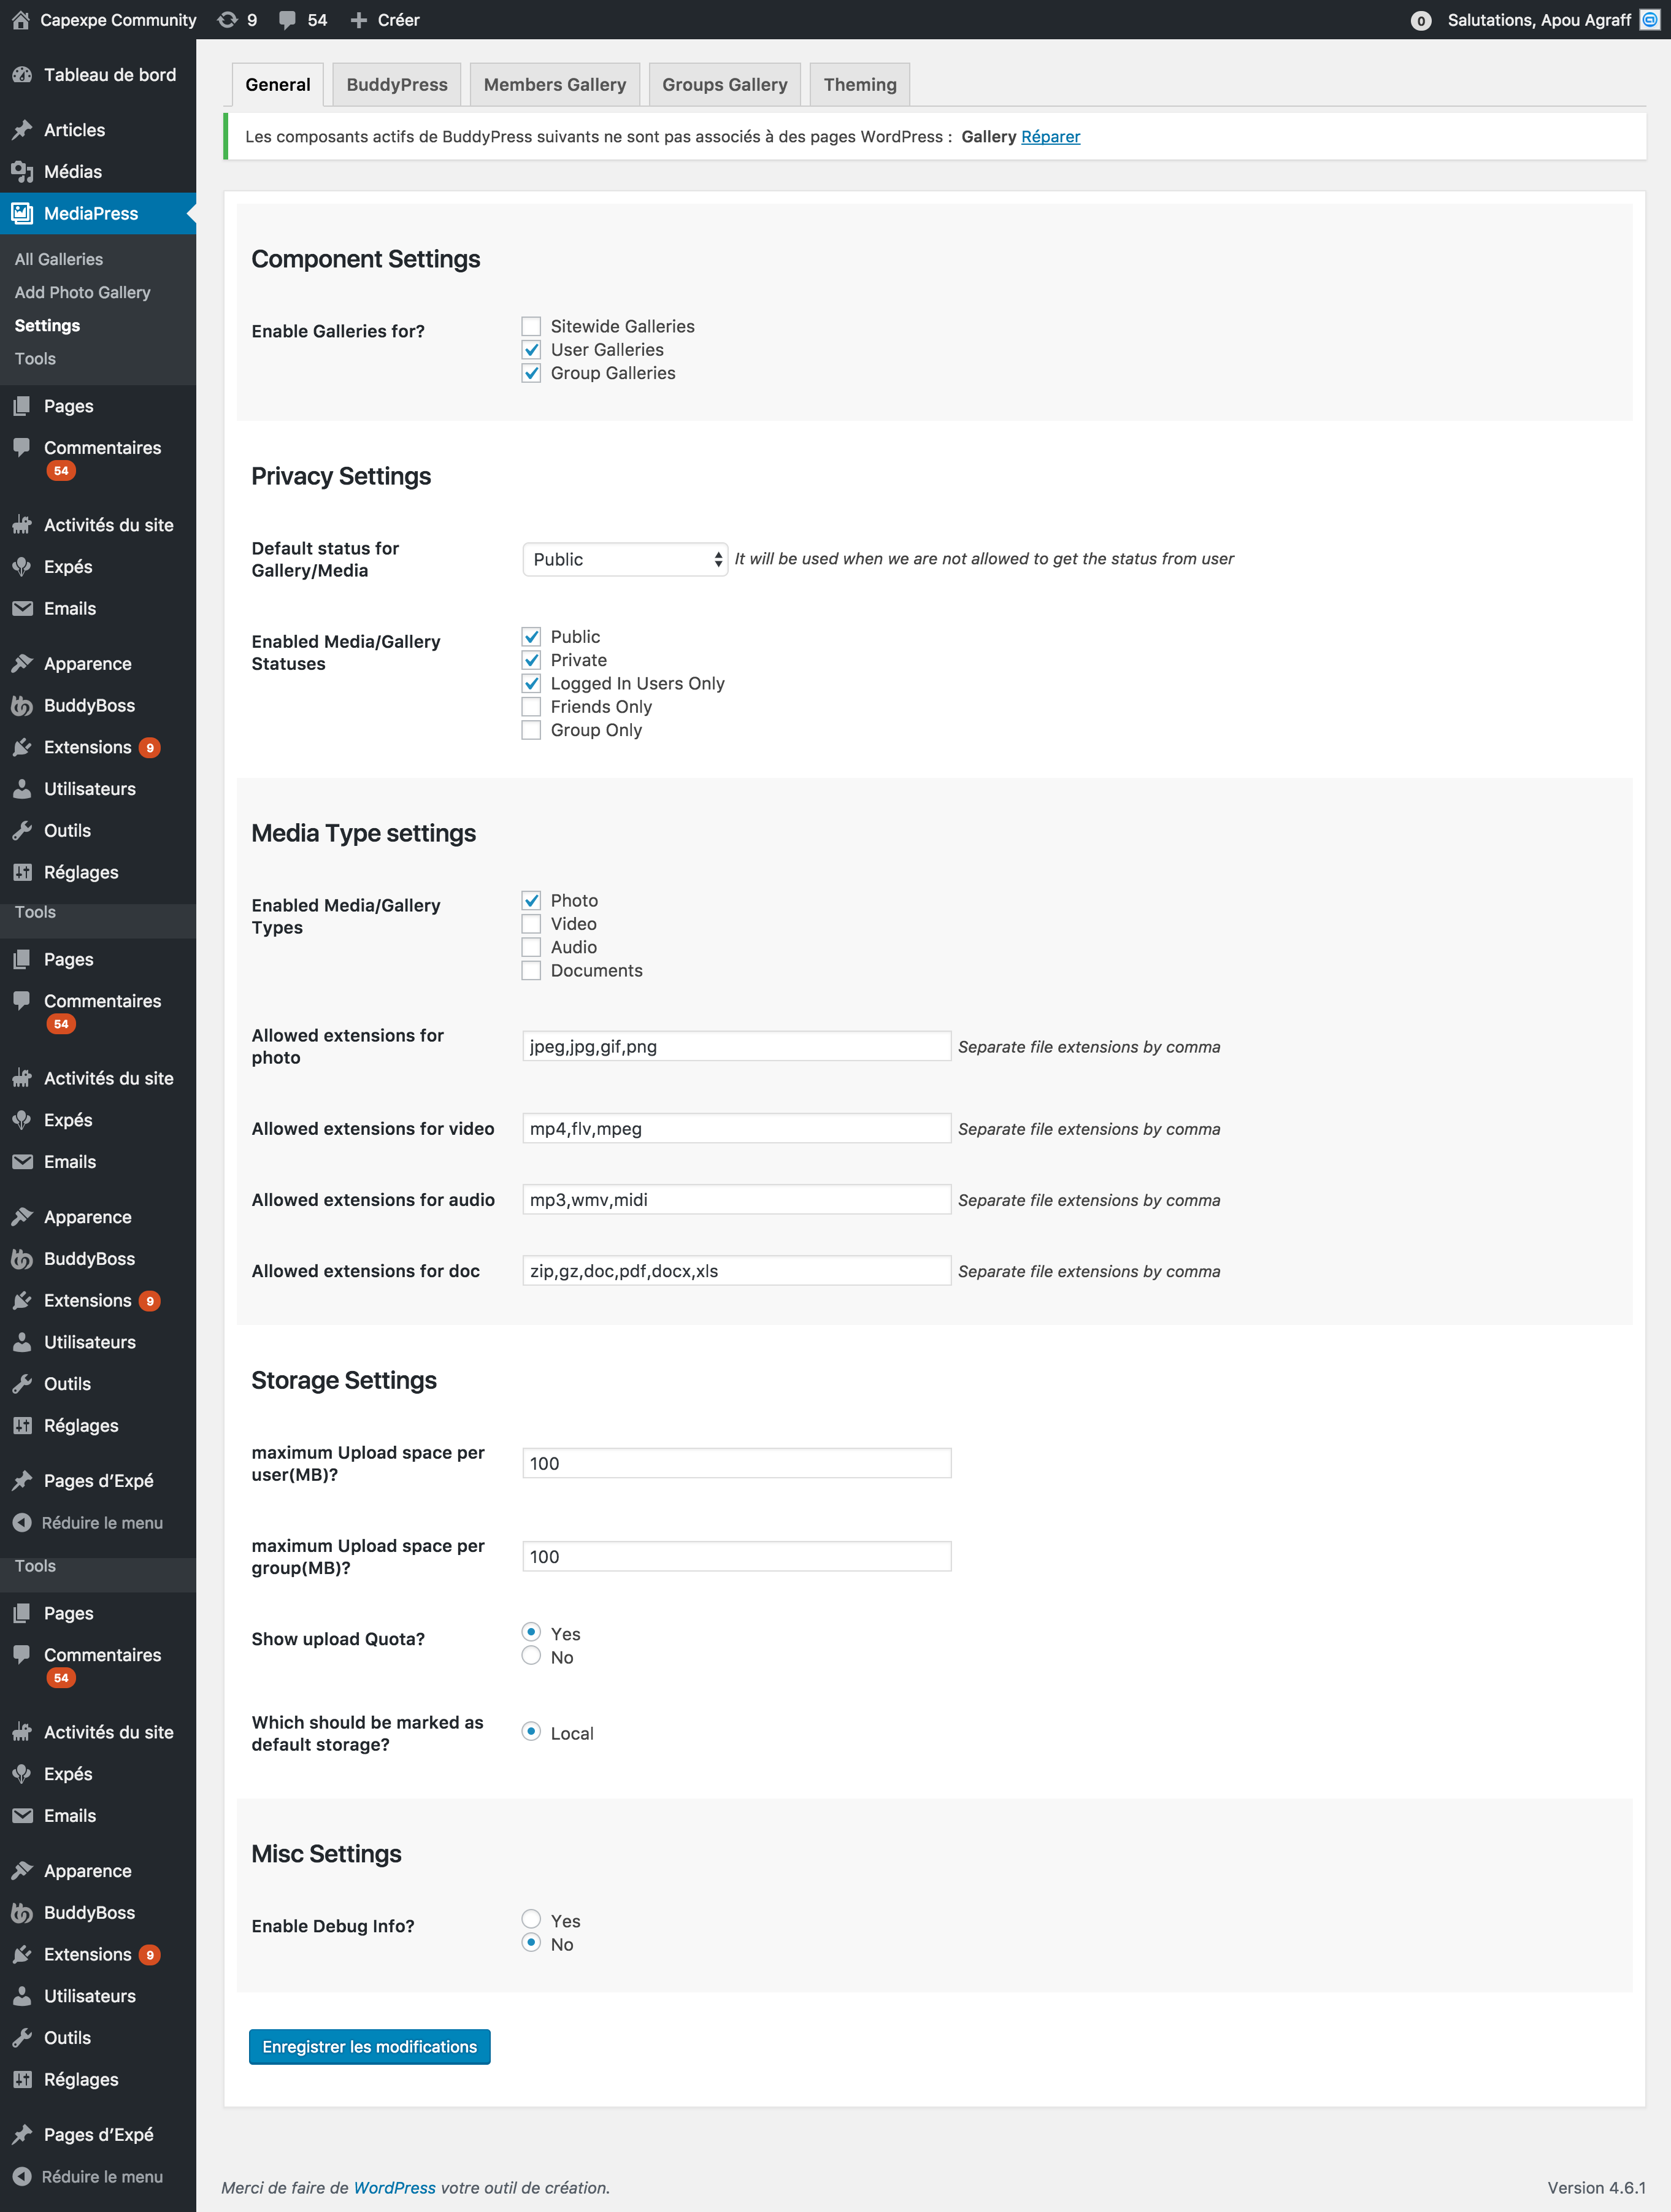 Capexpe Community 9 54 Créer 0 Salutations, Apou Agraff
Tableau de bord
Articles
Médias
MediaPress
All Galleries
Add Photo Gallery
Settings
Tools
Pages
Commentaires
54
Activités du site
Expés
Emails
Apparence
BuddyBoss
Extensions 9
Utilisateurs
Outils
Réglages
Tools
Pages
Commentaires
54
Activités du site
Expés
Emails
Apparence
BuddyBoss
Extensions 9
Utilisateurs
Outils
Réglages
Pages d’Expé
Réduire le menu
Tools
Pages
Commentaires
54
Activités du site
Expés
Emails
Apparence
BuddyBoss
Extensions 9
Utilisateurs
Outils
Réglages
Pages d’Expé
Réduire le menu
General BuddyPress Members Gallery Groups Gallery Theming
Les composants actifs de BuddyPress suivants ne sont pas associés à des pages WordPress : Gallery Réparer
Component Settings
Enable Galleries for?
Sitewide Galleries
User Galleries
Group Galleries
Privacy Settings
Default status for
Gallery/Media
Public It will be used when we are not allowed to get the status from user
Enabled Media/Gallery
Statuses
Public
Private
Logged In Users Only
Friends Only
Group Only
Media Type settings
Enabled Media/Gallery
Types
Photo
Video
Audio
Documents
Allowed extensions for
photo
jpeg,jpg,gif,png Separate file extensions by comma
Allowed extensions for video mp4,flv,mpeg Separate file extensions by comma
Allowed extensions for audio mp3,wmv,midi Separate file extensions by comma
Allowed extensions for doc zip,gz,doc,pdf,docx,xls Separate file extensions by comma
Storage Settings
maximum Upload space per
user(MB)?
100
maximum Upload space per
group(MB)?
100
Show upload Quota?
Yes
No
Which should be marked as
default storage?
Local
Misc Settings
Enable Debug Info?
Yes
No
Enregistrer les modifications
Merci de faire de WordPress votre outil de création. Version 4.6.1